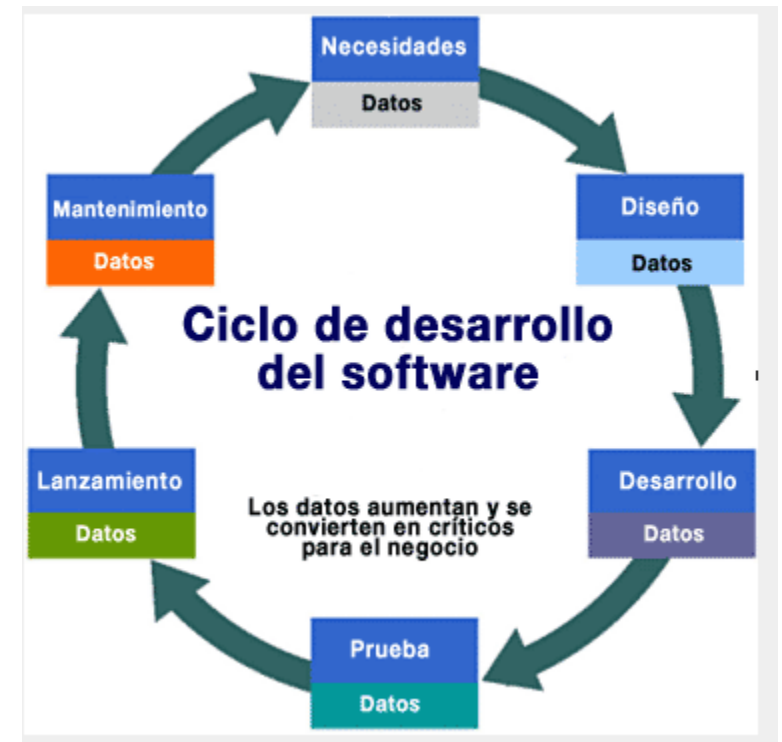 Necesidades
Datos
Diseño
Datos
Desarrollo
Datos
Prueba
Datos
Lanzamiento
Datos
Mantenimiento
Datos
Ciclo de desarrollo
del software
Los datos aumentan y se
convierten en críticos
para el negocio